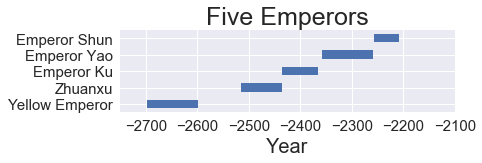 Five Emperors
Emperor Shun
Emperor Yao
Emperor Ku
Zhuanxu
Yellow Emperor
−2700 −2600 −2500 −2400 −2300 −2200 −2100
Year